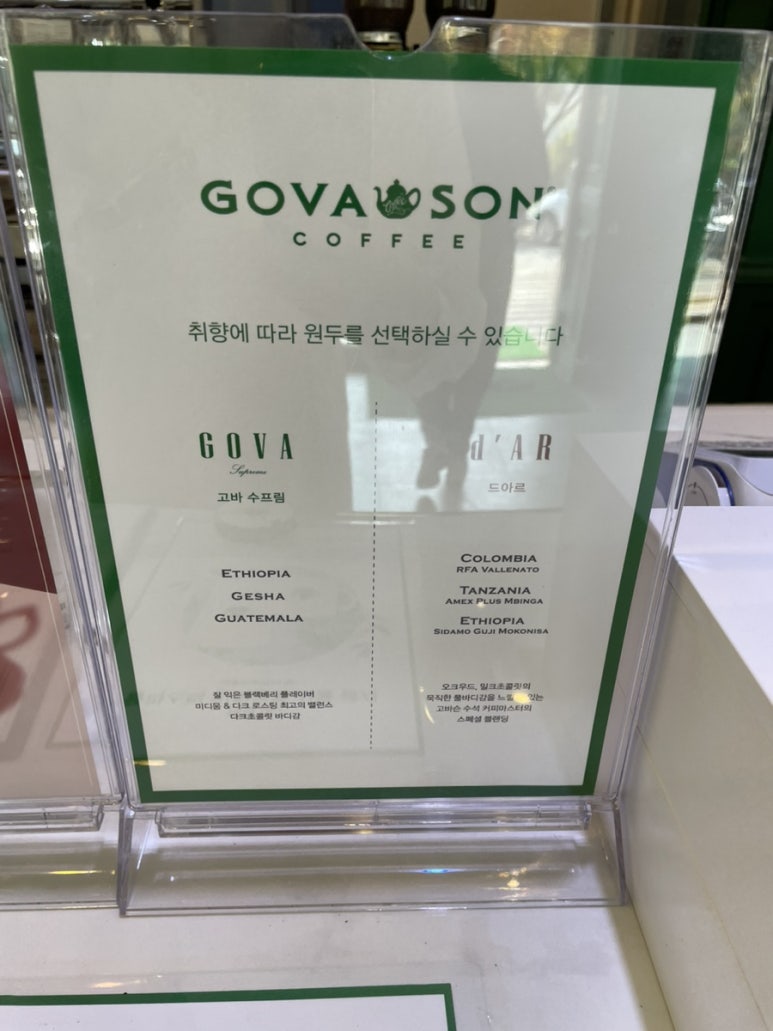 GOVA SON
COFFEE
취향에 따라 원두를 선택하실 수 있습니다
GOVA
Supreme
고바 수프림
ETHIOPIA
GESHA
GUATEMALA
잘 익은 블랙베리 플레이버
미디움 & 다크 로스팅 최고의 밸런스
다크초콜릿 바디감
d'AR
드아르
COLOMBIA
RFA VALLENATO
TANZANIA
AMEX PLUS MBINGA
ETHIOPIA
SIDAMO GUJI MOKONISA
오크우드, 밀크초콜릿의
묵직한 풀바디감을 느낄 수 있는
고바슨 수석 커피마스터의
스페셜 블렌딩